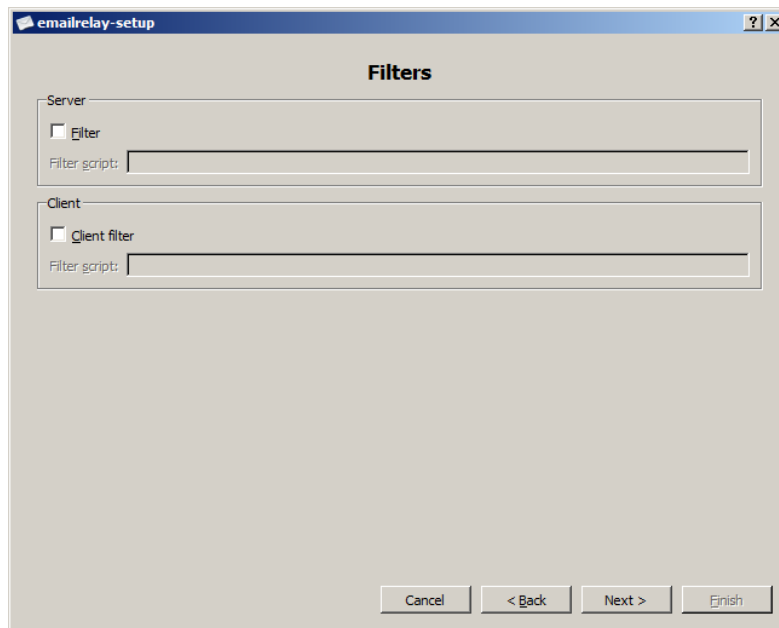 emailrelay-setup
Filters
Server
Filter
Filter script:
Client
Client filter
Filter script:
Cancel < Back Next > Finish